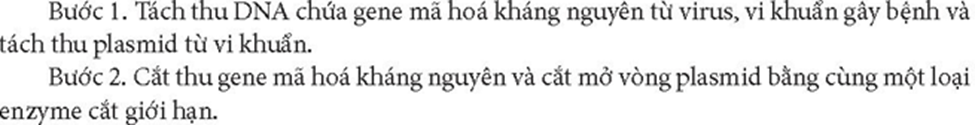 Bước 1. Tách thu DNA chứa gene mã hoá kháng nguyên từ virus, vi khuẩn gây bệnh và
tách thu plasmid từ vi khuẩn.
Bước 2. Cắt thu gene mã hoá kháng nguyên và cắt mở vòng plasmid bằng cùng một loại
enzyme cắt giới hạn.